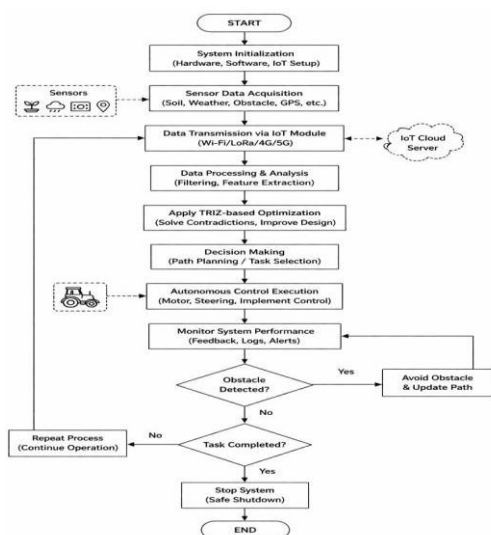 START
System Initialization
(Hardware, Software, IoT Setup)
Sensors
Sensor Data Acquisition
(Soil, Weather, Obstacle, GPS, etc.)
Data Transmission via IoT Module
(Wi-Fi/LoRa/4G/5G)
IoT Cloud
Server
Data Processing & Analysis
(Filtering, Feature Extraction)
Apply TRIZ-based Optimization
(Solve Contradictions, Improve Design)
Decision Making
(Path Planning / Task Selection)
Autonomous Control Execution
(Motor, Steering, Implement Control)
Monitor System Performance
(Feedback, Logs, Alerts)
Obstacle
Detected?
Yes
Avoid Obstacle
& Update Path
No
Task Completed?
No
Repeat Process
(Continue Operation)
Yes
Stop System
(Safe Shutdown)
END